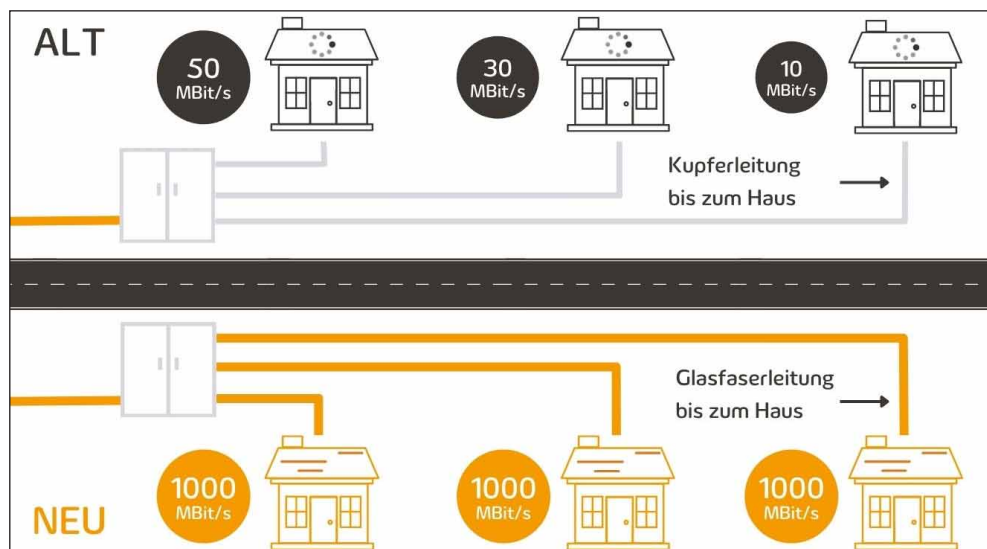 ALT
50
MBit/s
30
MBit/s
10
MBit/s
Kupferleitung
bis zum Haus
Glasfaserleitung
bis zum Haus
NEU
1000
MBit/s
1000
MBit/s
1000
MBit/s